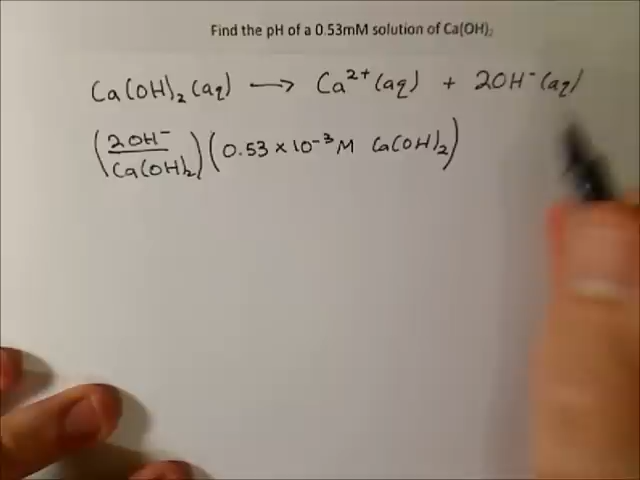 Find the pH of a 0.53mM solution of Ca(OH)₂
Ca(OH)₂(aq) → Ca²⁺(aq) + 2OH⁻(aq)
(2OH⁻/Ca(OH)₂)(0.53×10⁻³M Ca(OH)₂)